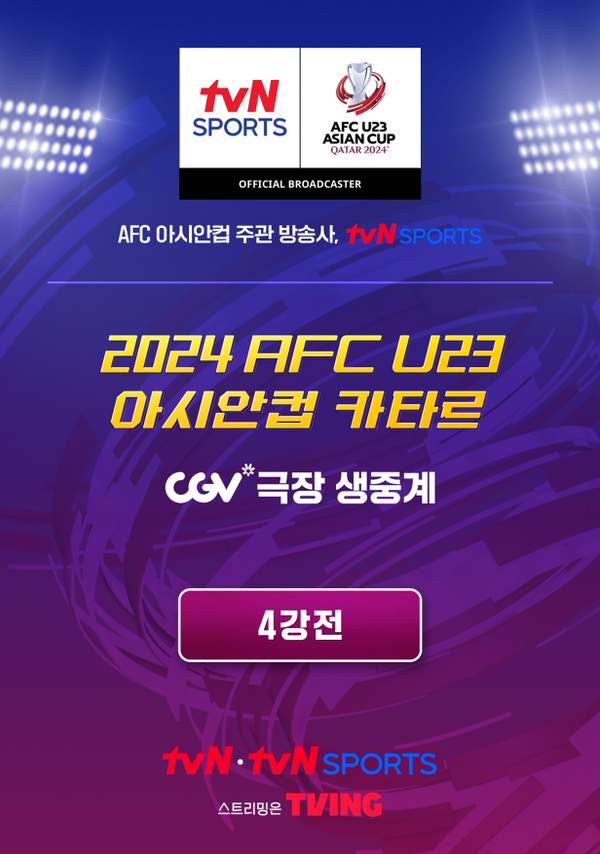 tvN
SPORTS
AFC U23
ASIAN CUP
QATAR 2024™
OFFICIAL BROADCASTER
AFC 아시안컵 주관 방송사, tvN SPORTS
2024 AFC U23
아시안컵 카타르
CGV 극장 생중계
4강전
tvN · tvN SPORTS
스트리밍은 TVING